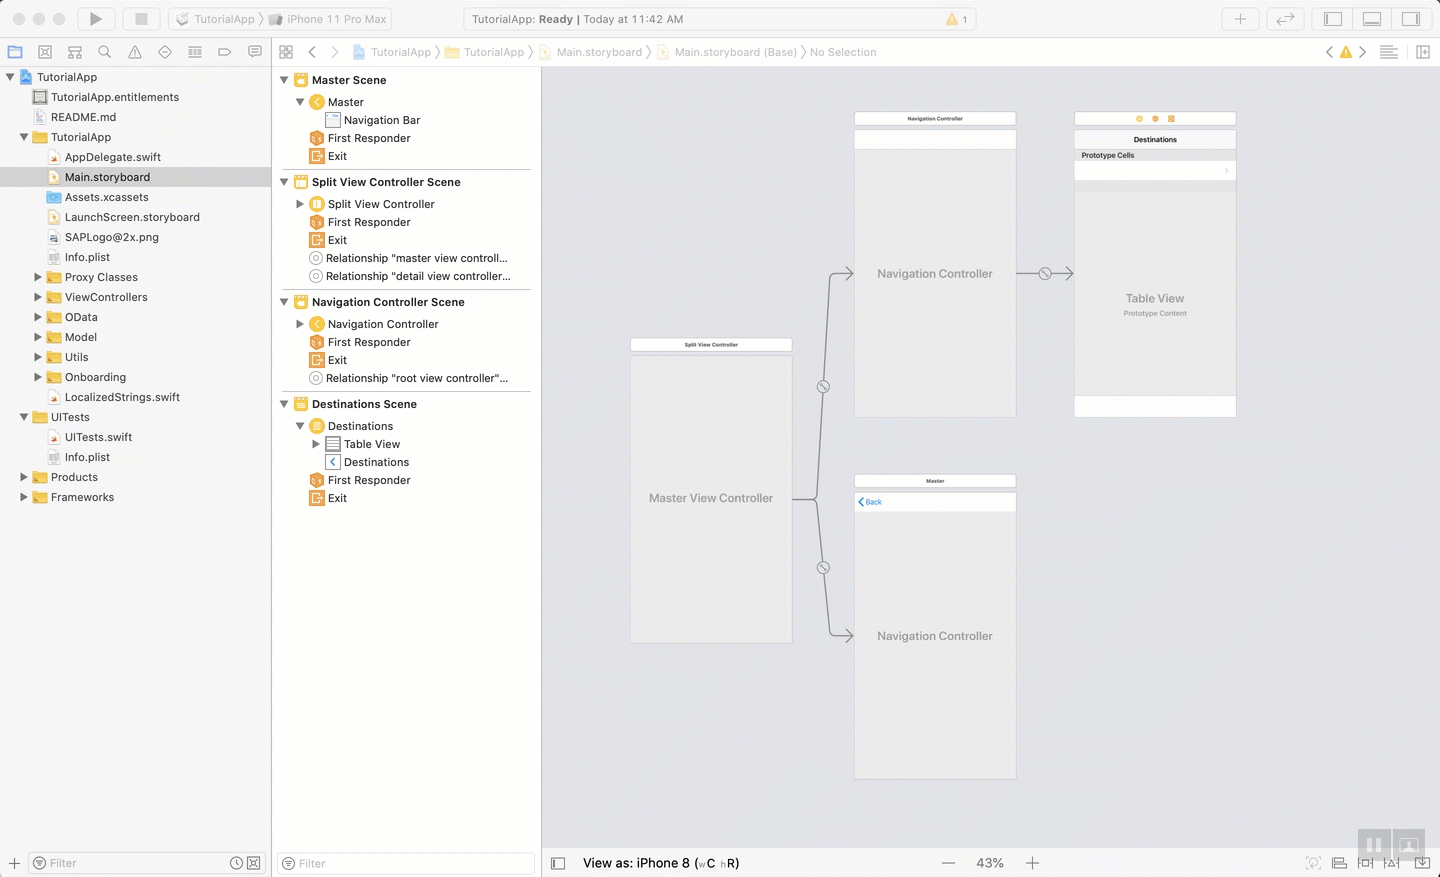 TutorialApp
iPhone 11 Pro Max
TutorialApp: Ready | Today at 11:42 AM
1
TutorialApp
TutorialApp
Main.storyboard
Main.storyboard (Base)
No Selection
TutorialApp
TutorialApp.entitlements
README.md
TutorialApp
AppDelegate.swift
Main.storyboard
Assets.xcassets
LaunchScreen.storyboard
SAPLogo@2x.png
Info.plist
Proxy Classes
ViewControllers
OData
Model
Utils
Onboarding
LocalizedStrings.swift
UITests
UITests.swift
Info.plist
Products
Frameworks
Filter
Master Scene
Master
Navigation Bar
First Responder
Exit
Split View Controller Scene
Split View Controller
First Responder
Exit
Relationship "master view controll...
Relationship "detail view controller...
Navigation Controller Scene
Navigation Controller
First Responder
Exit
Relationship "root view controller"...
Destinations Scene
Destinations
Table View
Destinations
First Responder
Exit
Filter
Split View Controller
Master View Controller
Navigation Controller
Navigation Controller
Destinations
Prototype Cells
Table View
Prototype Content
Master
Back
Navigation Controller
View as: iPhone 8 (wC hR)
43%